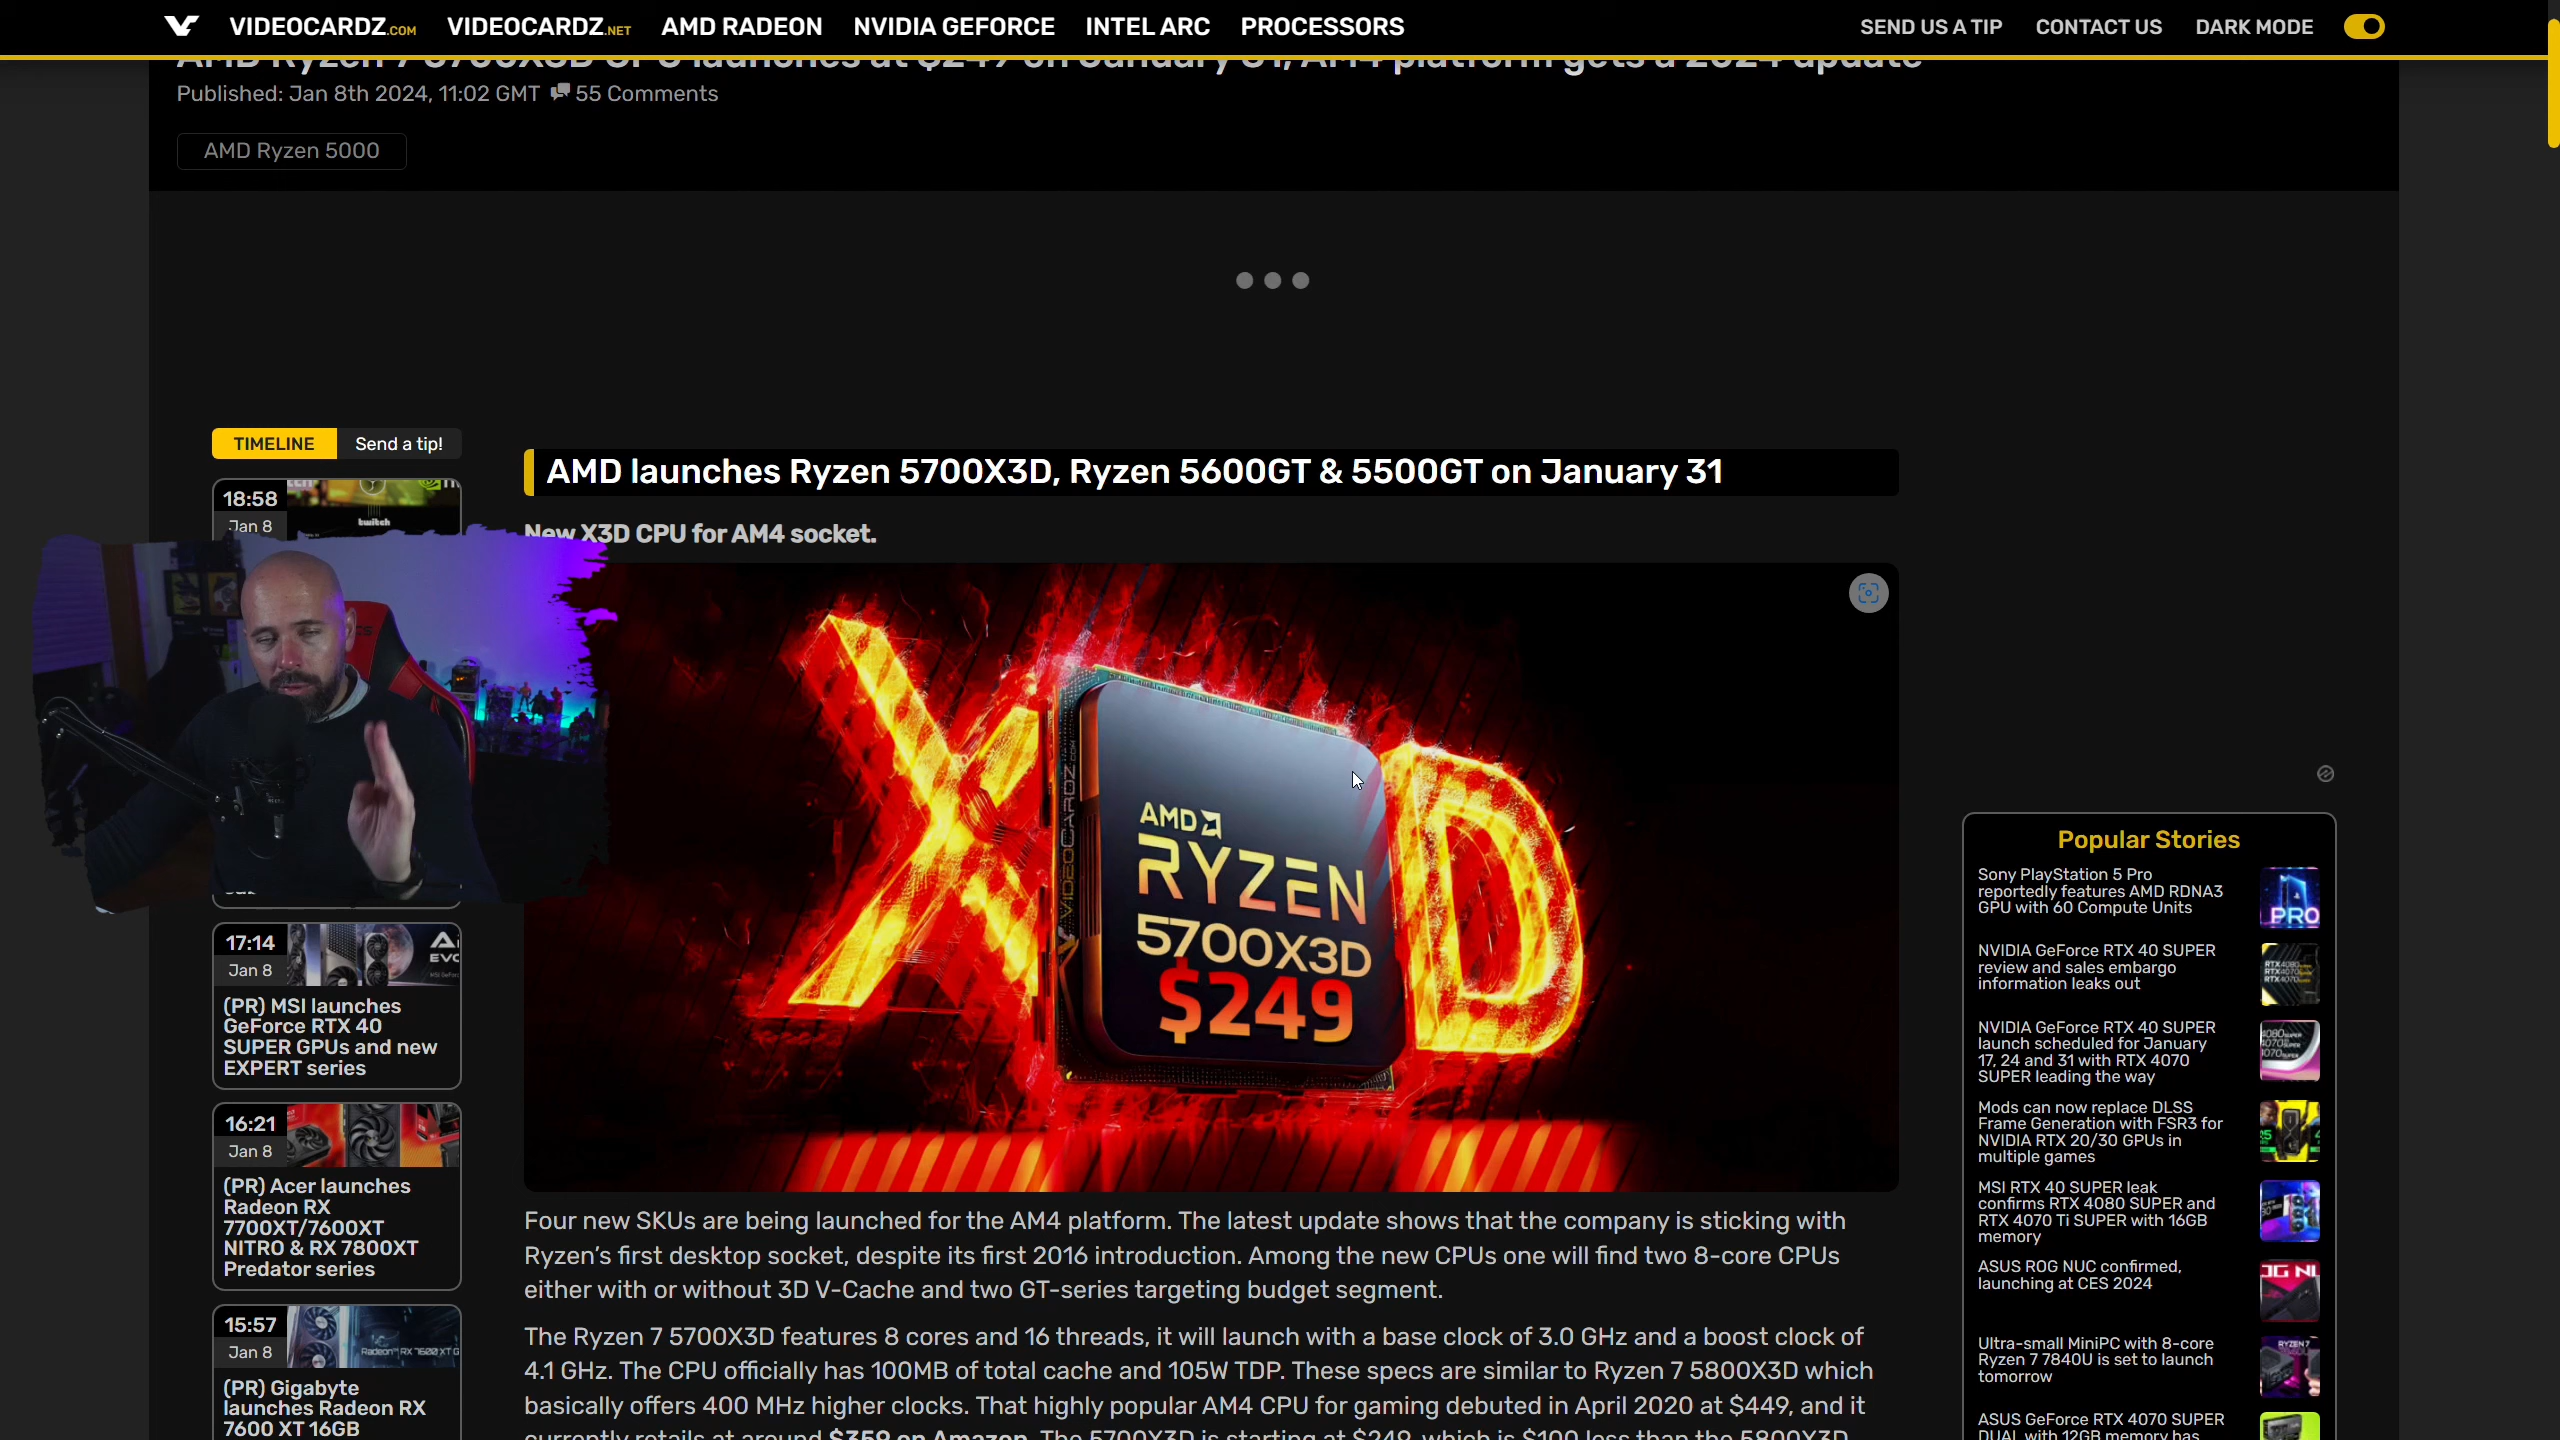 VIDEOCARDZ.COM VIDEOCARDZ.NET AMD RADEON NVIDIA GEFORCE INTEL ARC PROCESSORS SEND US A TIP CONTACT US DARK MODE
AMD Ryzen 7 5700X3D CPU launches at $249 on January 31, AM4 platform gets a 2024 update
Published: Jan 8th 2024, 11:02 GMT 55 Comments
AMD Ryzen 5000
TIMELINE Send a tip!
18:58
Jan 8
twitch
17:14
Jan 8
(PR) MSI launches
GeForce RTX 40
SUPER GPUs and new
EXPERT series
16:21
Jan 8
(PR) Acer launches
Radeon RX
7700XT/7600XT
NITRO & RX 7800XT
Predator series
15:57
Jan 8
Radeon RX 7600 XT G
(PR) Gigabyte
launches Radeon RX
7600 XT 16GB
AMD launches Ryzen 5700X3D, Ryzen 5600GT & 5500GT on January 31
New X3D CPU for AM4 socket.
X D
VIDEOCARDZ.COM
AMD
RYZEN
5700X3D
$249
Four new SKUs are being launched for the AM4 platform. The latest update shows that the company is sticking with
Ryzen’s first desktop socket, despite its first 2016 introduction. Among the new CPUs one will find two 8-core CPUs
either with or without 3D V-Cache and two GT-series targeting budget segment.
The Ryzen 7 5700X3D features 8 cores and 16 threads, it will launch with a base clock of 3.0 GHz and a boost clock of
4.1 GHz. The CPU officially has 100MB of total cache and 105W TDP. These specs are similar to Ryzen 7 5800X3D which
basically offers 400 MHz higher clocks. That highly popular AM4 CPU for gaming debuted in April 2020 at $449, and it
currently retails at around $359 on Amazon. The 5700X3D is starting at $249, which is $100 less than the 5800X3D
Popular Stories
Sony PlayStation 5 Pro
reportedly features AMD RDNA3
GPU with 60 Compute Units
PRO
NVIDIA GeForce RTX 40 SUPER
review and sales embargo
information leaks out
NVIDIA GeForce RTX 40 SUPER
launch scheduled for January
17, 24 and 31 with RTX 4070
SUPER leading the way
Mods can now replace DLSS
Frame Generation with FSR3 for
NVIDIA RTX 20/30 GPUs in
multiple games
MSI RTX 40 SUPER leak
confirms RTX 4080 SUPER and
RTX 4070 Ti SUPER with 16GB
memory
ASUS ROG NUC confirmed,
launching at CES 2024
Ultra-small MiniPC with 8-core
Ryzen 7 7840U is set to launch
tomorrow
RYZEN 7
ASUS GeForce RTX 4070 SUPER
DUAL with 12GB memory has